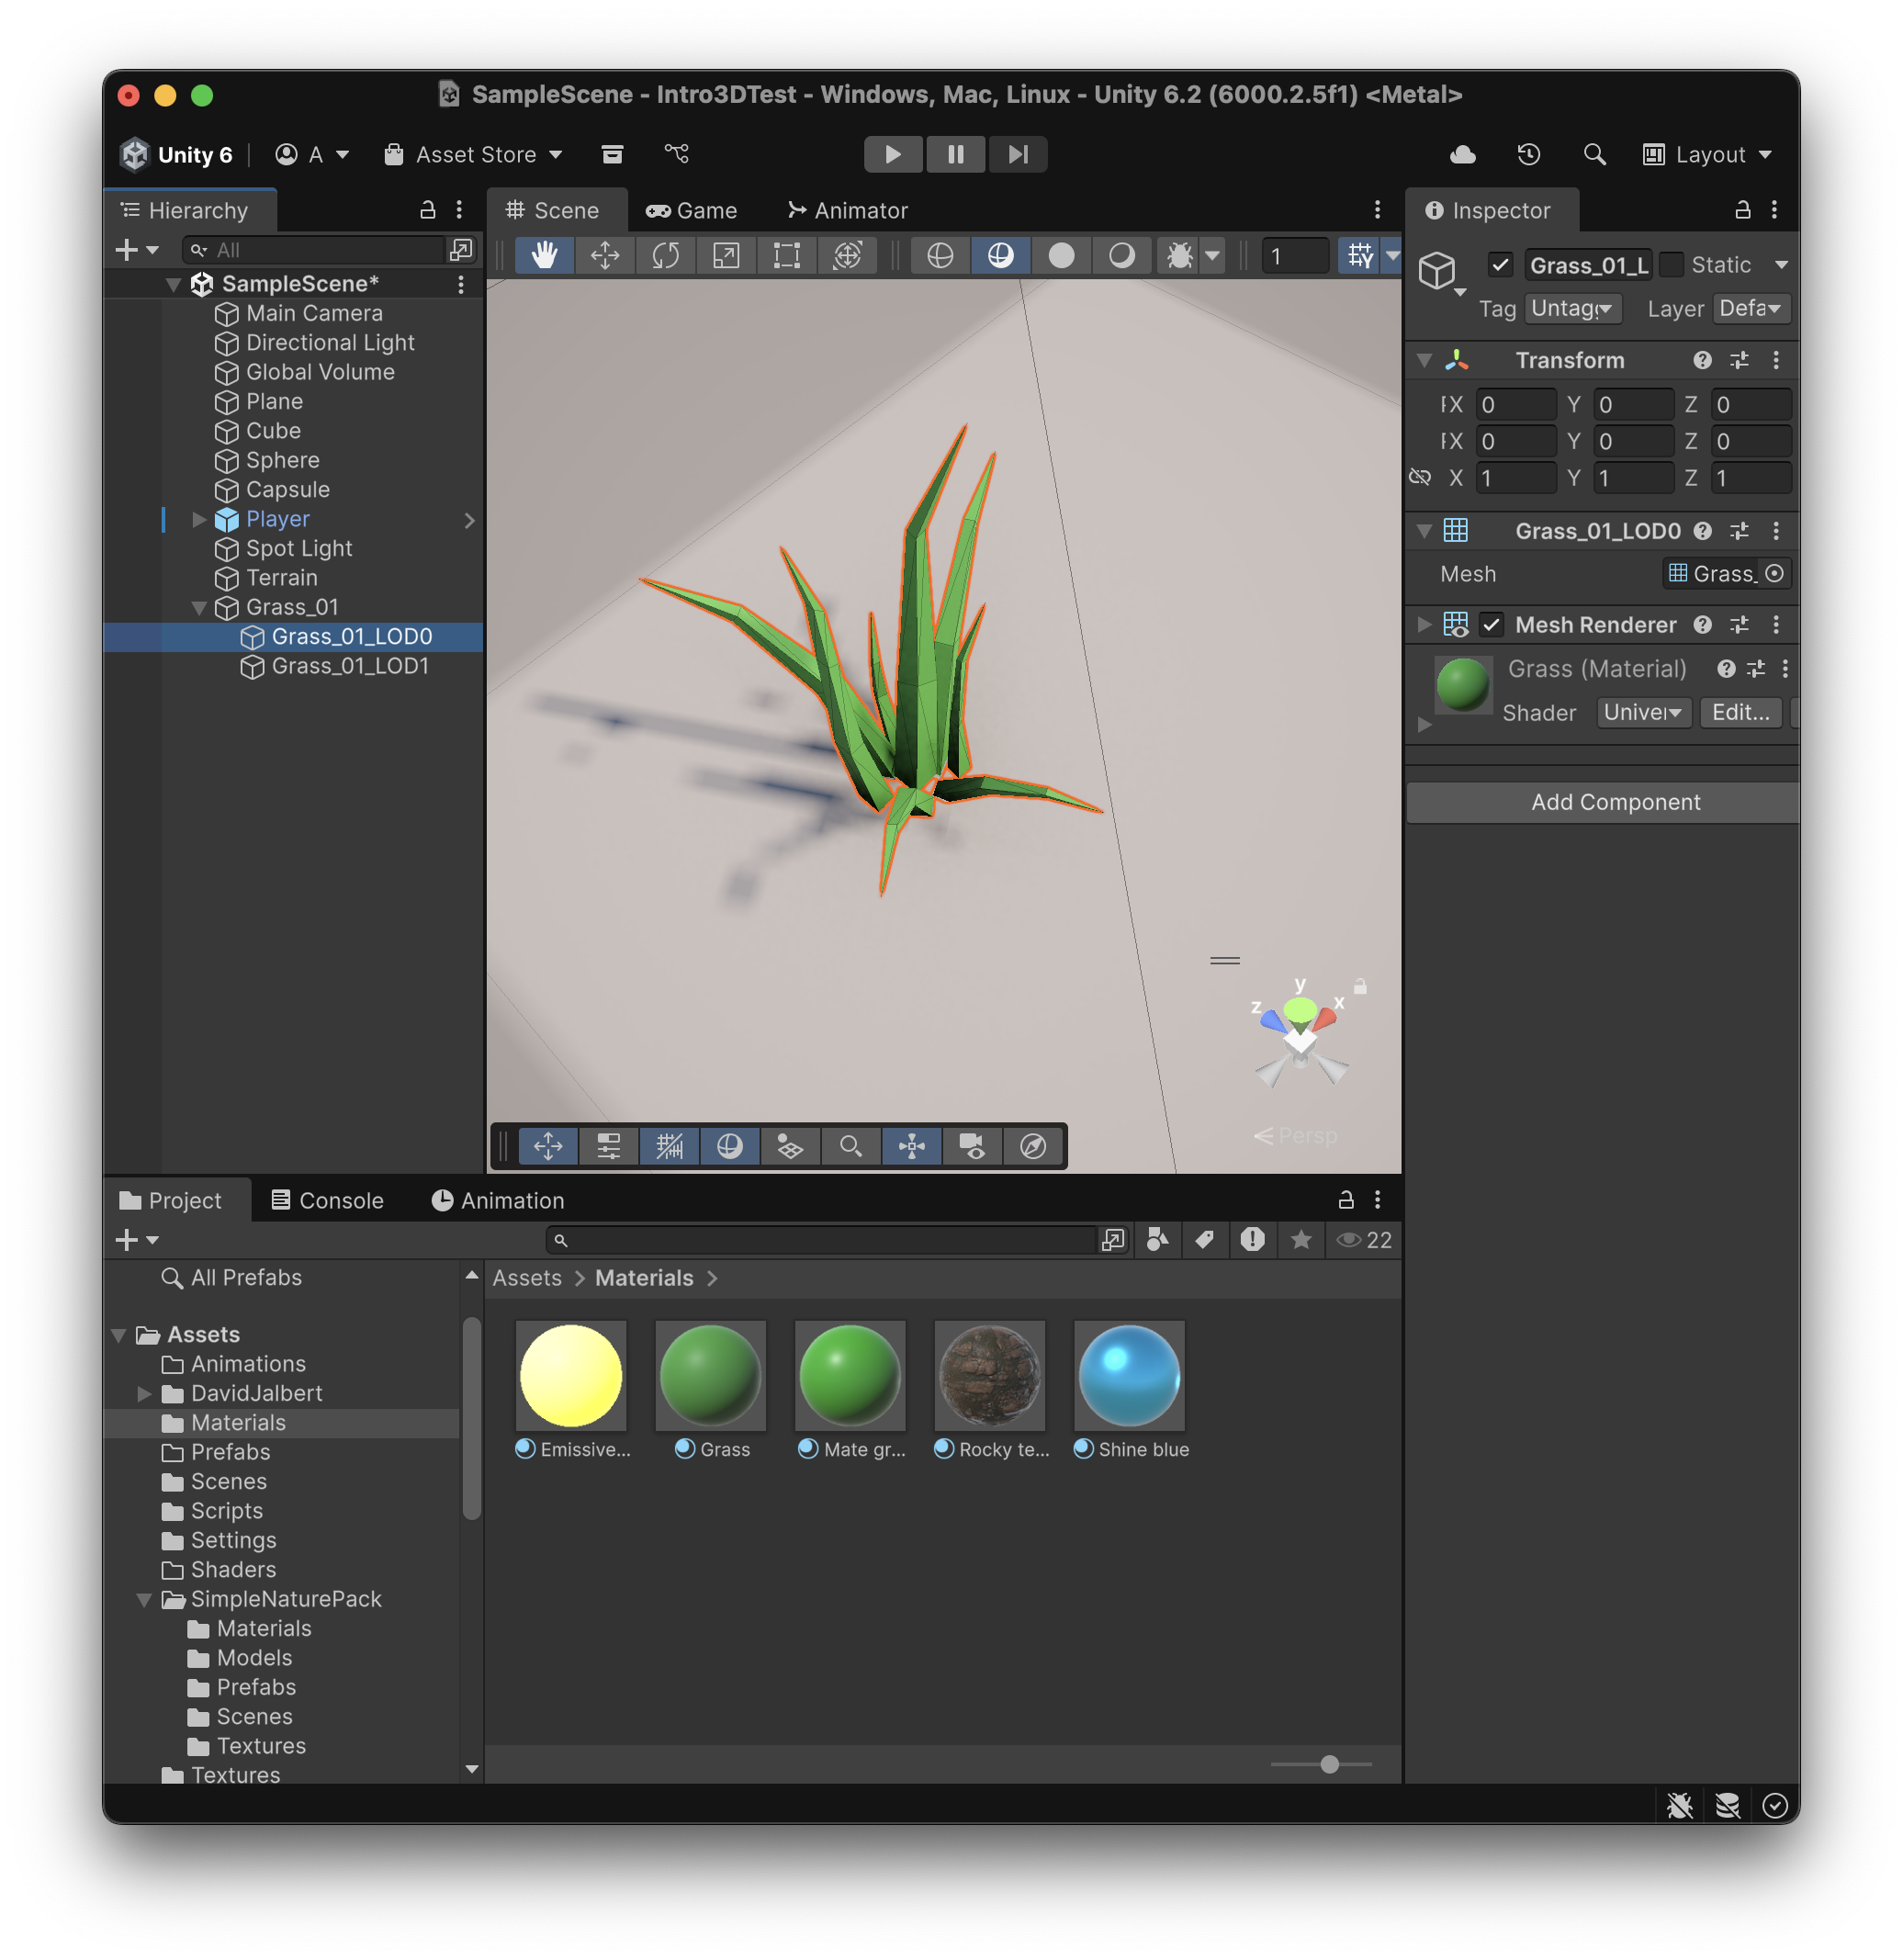 SampleScene - Intro3DTest - Windows, Mac, Linux - Unity 6.2 (6000.2.5f1) <Metal>
Unity 6
A
Asset Store
Layout
Hierarchy
All
SampleScene*
Main Camera
Directional Light
Global Volume
Plane
Cube
Sphere
Capsule
Player
Spot Light
Terrain
Grass_01
Grass_01_LOD0
Grass_01_LOD1
Scene
Game
Animator
1
y
z
x
Persp
Inspector
Grass_01_L
Static
Tag
Untag
Layer
Defa
Transform
X 0 Y 0 Z 0
X 0 Y 0 Z 0
X 1 Y 1 Z 1
Grass_01_LOD0
Mesh
Grass_
Mesh Renderer
Grass (Material)
Shader
Unive
Edit...
Add Component
Project
Console
Animation
22
All Prefabs
Assets
Animations
DavidJalbert
Materials
Prefabs
Scenes
Scripts
Settings
Shaders
SimpleNaturePack
Materials
Models
Prefabs
Scenes
Textures
Textures
Assets > Materials >
Emissive...
Grass
Mate gr...
Rocky te...
Shine blue